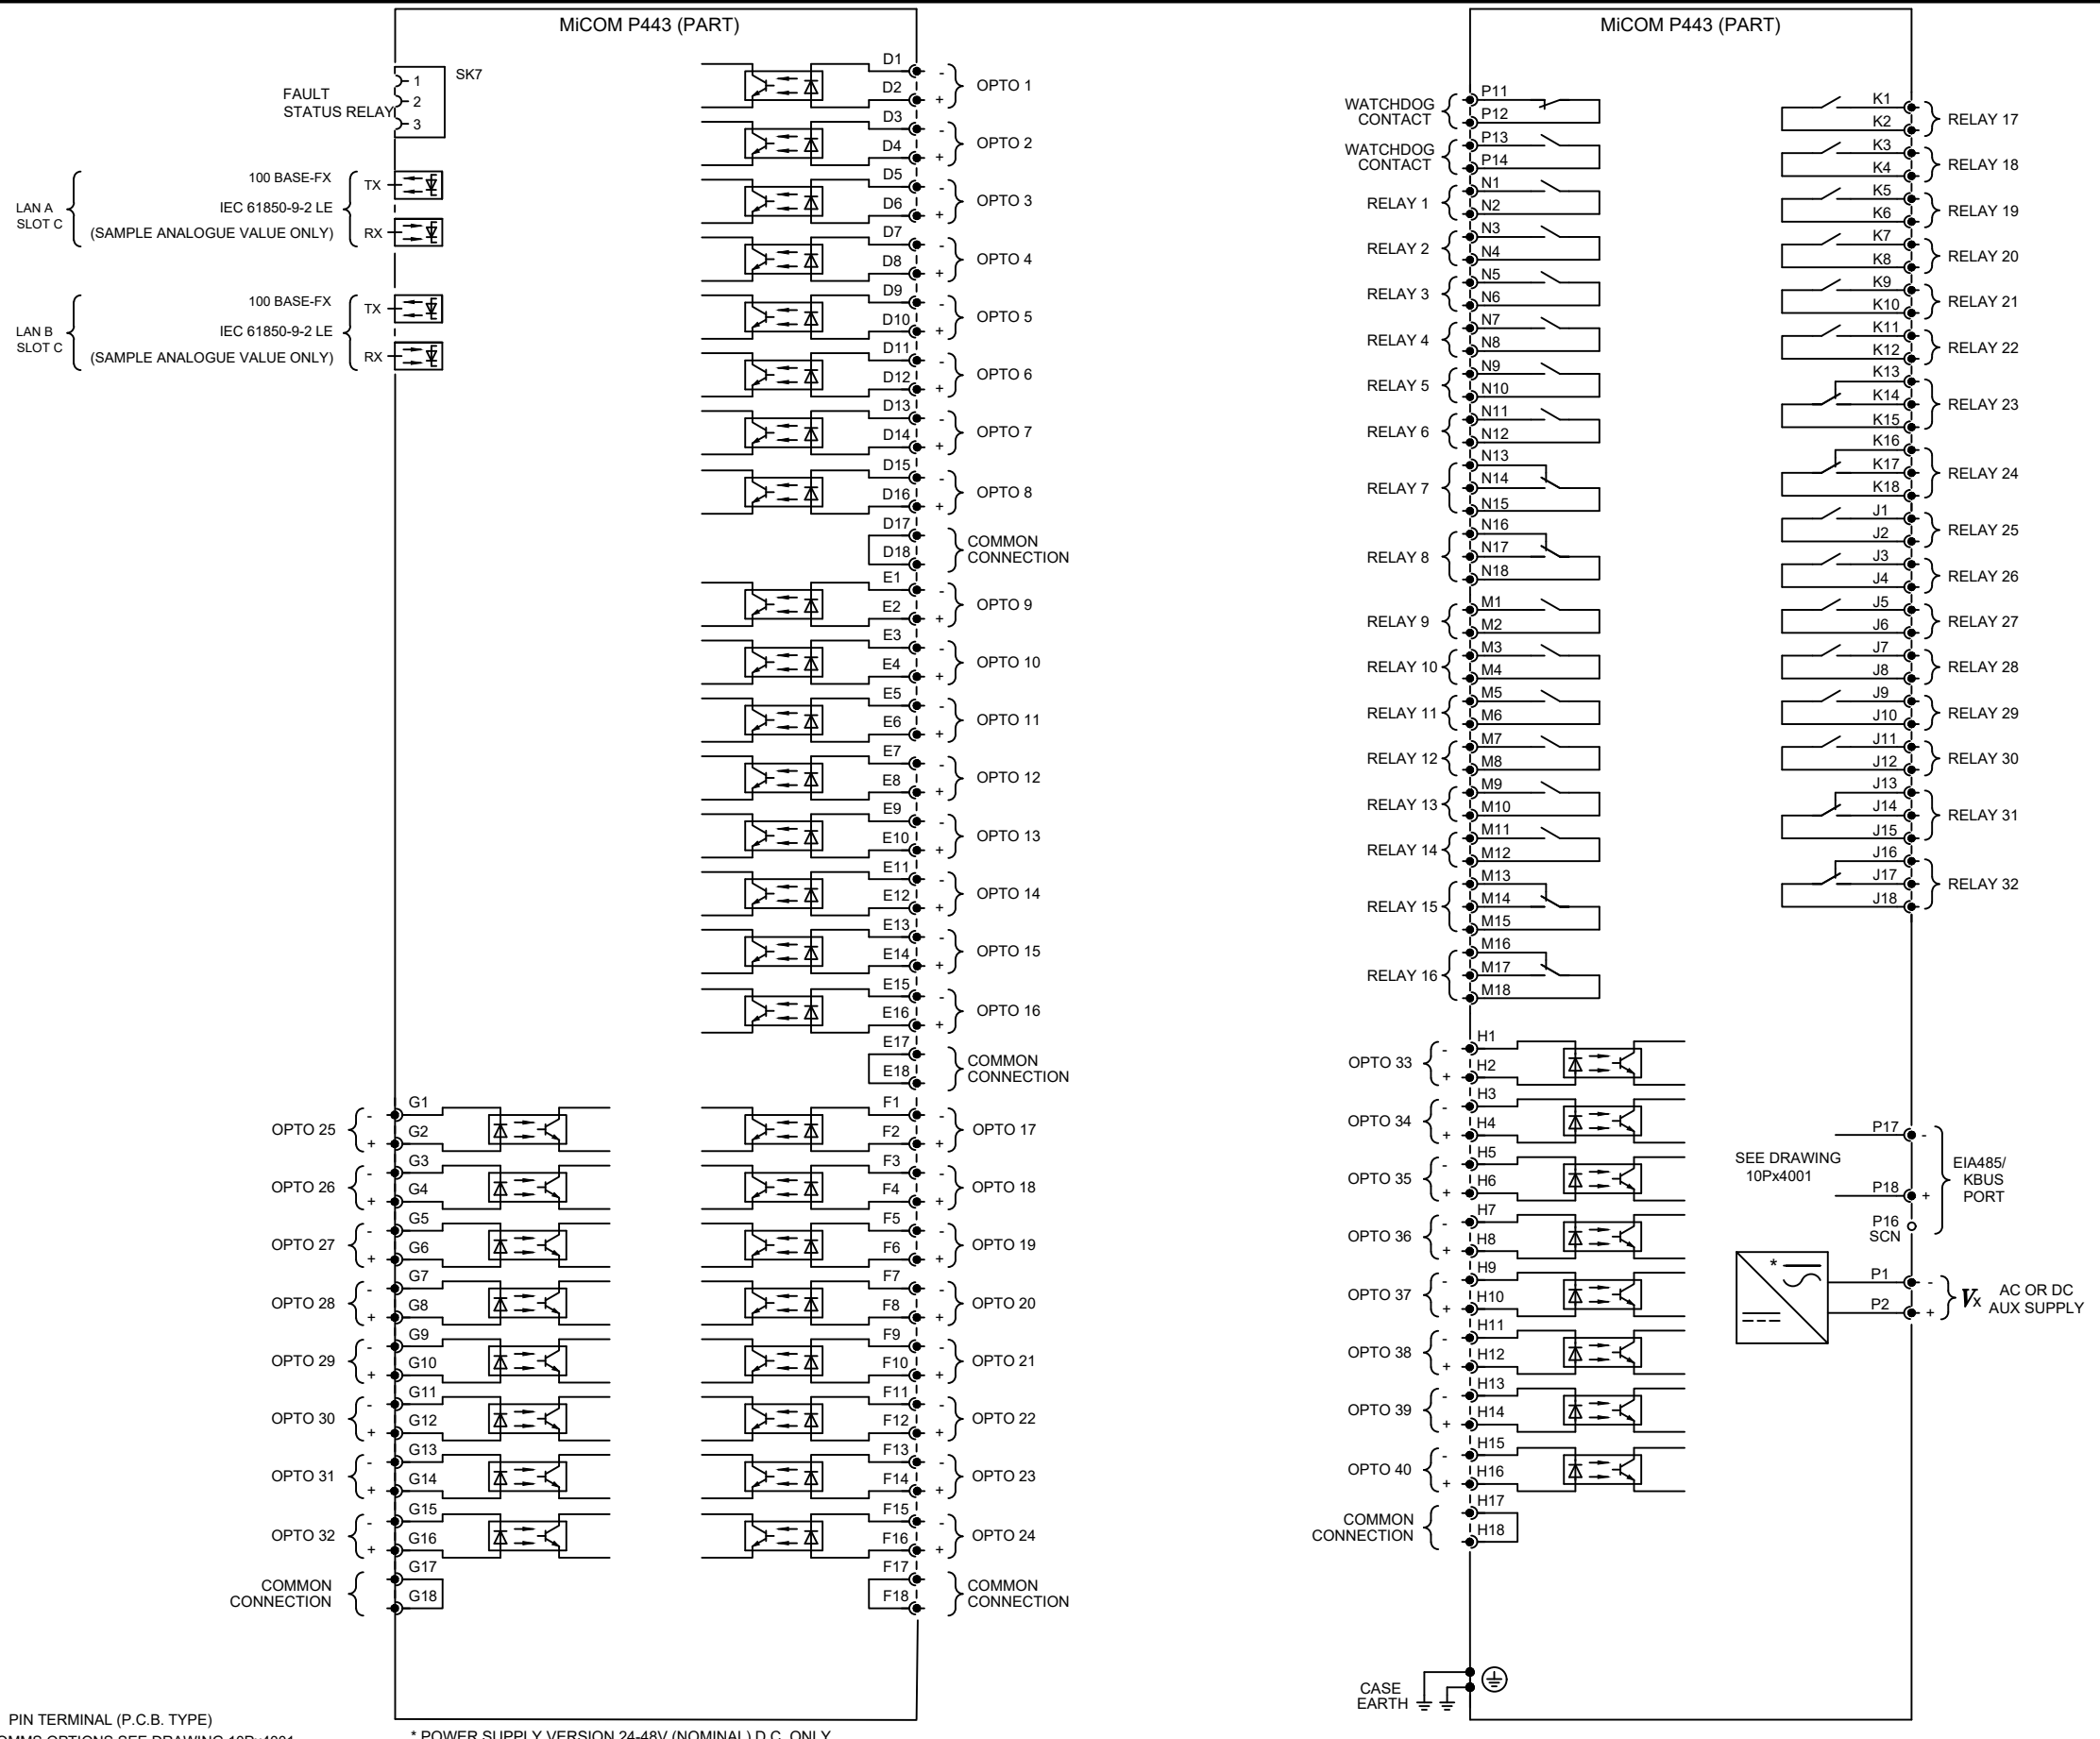 MiCOM P443 (PART)
SK7
1
2
3
FAULT
STATUS RELAY
LAN A
SLOT C
100 BASE-FX
IEC 61850-9-2 LE
(SAMPLE ANALOGUE VALUE ONLY)
TX
RX
LAN B
SLOT C
100 BASE-FX
IEC 61850-9-2 LE
(SAMPLE ANALOGUE VALUE ONLY)
TX
RX
D1 -
D2 +
OPTO 1
D3 -
D4 +
OPTO 2
D5 -
D6 +
OPTO 3
D7 -
D8 +
OPTO 4
D9 -
D10 +
OPTO 5
D11 -
D12 +
OPTO 6
D13 -
D14 +
OPTO 7
D15 -
D16 +
OPTO 8
D17
D18
COMMON
CONNECTION
E1 -
E2 +
OPTO 9
E3 -
E4 +
OPTO 10
E5 -
E6 +
OPTO 11
E7 -
E8 +
OPTO 12
E9 -
E10 +
OPTO 13
E11 -
E12 +
OPTO 14
E13 -
E14 +
OPTO 15
E15 -
E16 +
OPTO 16
E17
E18
COMMON
CONNECTION
OPTO 25
- G1
+ G2
OPTO 26
- G3
+ G4
OPTO 27
- G5
+ G6
OPTO 28
- G7
+ G8
OPTO 29
- G9
+ G10
OPTO 30
- G11
+ G12
OPTO 31
- G13
+ G14
OPTO 32
- G15
+ G16
COMMON
CONNECTION
G17
G18
F1 -
F2 +
OPTO 17
F3 -
F4 +
OPTO 18
F5 -
F6 +
OPTO 19
F7 -
F8 +
OPTO 20
F9 -
F10 +
OPTO 21
F11 -
F12 +
OPTO 22
F13 -
F14 +
OPTO 23
F15 -
F16 +
OPTO 24
F17
F18
COMMON
CONNECTION
PIN TERMINAL (P.C.B. TYPE)
OPTIONS SEE DRAWING 10Px4001
* POWER SUPPLY VERSION 24-48V (NOMINAL) D.C. ONLY
MiCOM P443 (PART)
WATCHDOG
CONTACT
P11
P12
WATCHDOG
CONTACT
P13
P14
RELAY 1
N1
N2
RELAY 2
N3
N4
RELAY 3
N5
N6
RELAY 4
N7
N8
RELAY 5
N9
N10
RELAY 6
N11
N12
RELAY 7
N13
N14
N15
RELAY 8
N16
N17
N18
RELAY 9
M1
M2
RELAY 10
M3
M4
RELAY 11
M5
M6
RELAY 12
M7
M8
RELAY 13
M9
M10
RELAY 14
M11
M12
RELAY 15
M13
M14
M15
RELAY 16
M16
M17
M18
OPTO 33
- H1
+ H2
OPTO 34
- H3
+ H4
OPTO 35
- H5
+ H6
OPTO 36
- H7
+ H8
OPTO 37
- H9
+ H10
OPTO 38
- H11
+ H12
OPTO 39
- H13
+ H14
OPTO 40
- H15
+ H16
COMMON
CONNECTION
H17
H18
CASE
EARTH
K1
K2
RELAY 17
K3
K4
RELAY 18
K5
K6
RELAY 19
K7
K8
RELAY 20
K9
K10
RELAY 21
K11
K12
RELAY 22
K13
K14
K15
RELAY 23
K16
K17
K18
RELAY 24
J1
J2
RELAY 25
J3
J4
RELAY 26
J5
J6
RELAY 27
J7
J8
RELAY 28
J9
J10
RELAY 29
J11
J12
RELAY 30
J13
J14
J15
RELAY 31
J16
J17
J18
RELAY 32
SEE DRAWING
10Px4001
P17 -
P18 +
P16
SCN
EIA485/
KBUS
PORT
*
P1 -
P2 +
Vx
AC OR DC
AUX SUPPLY